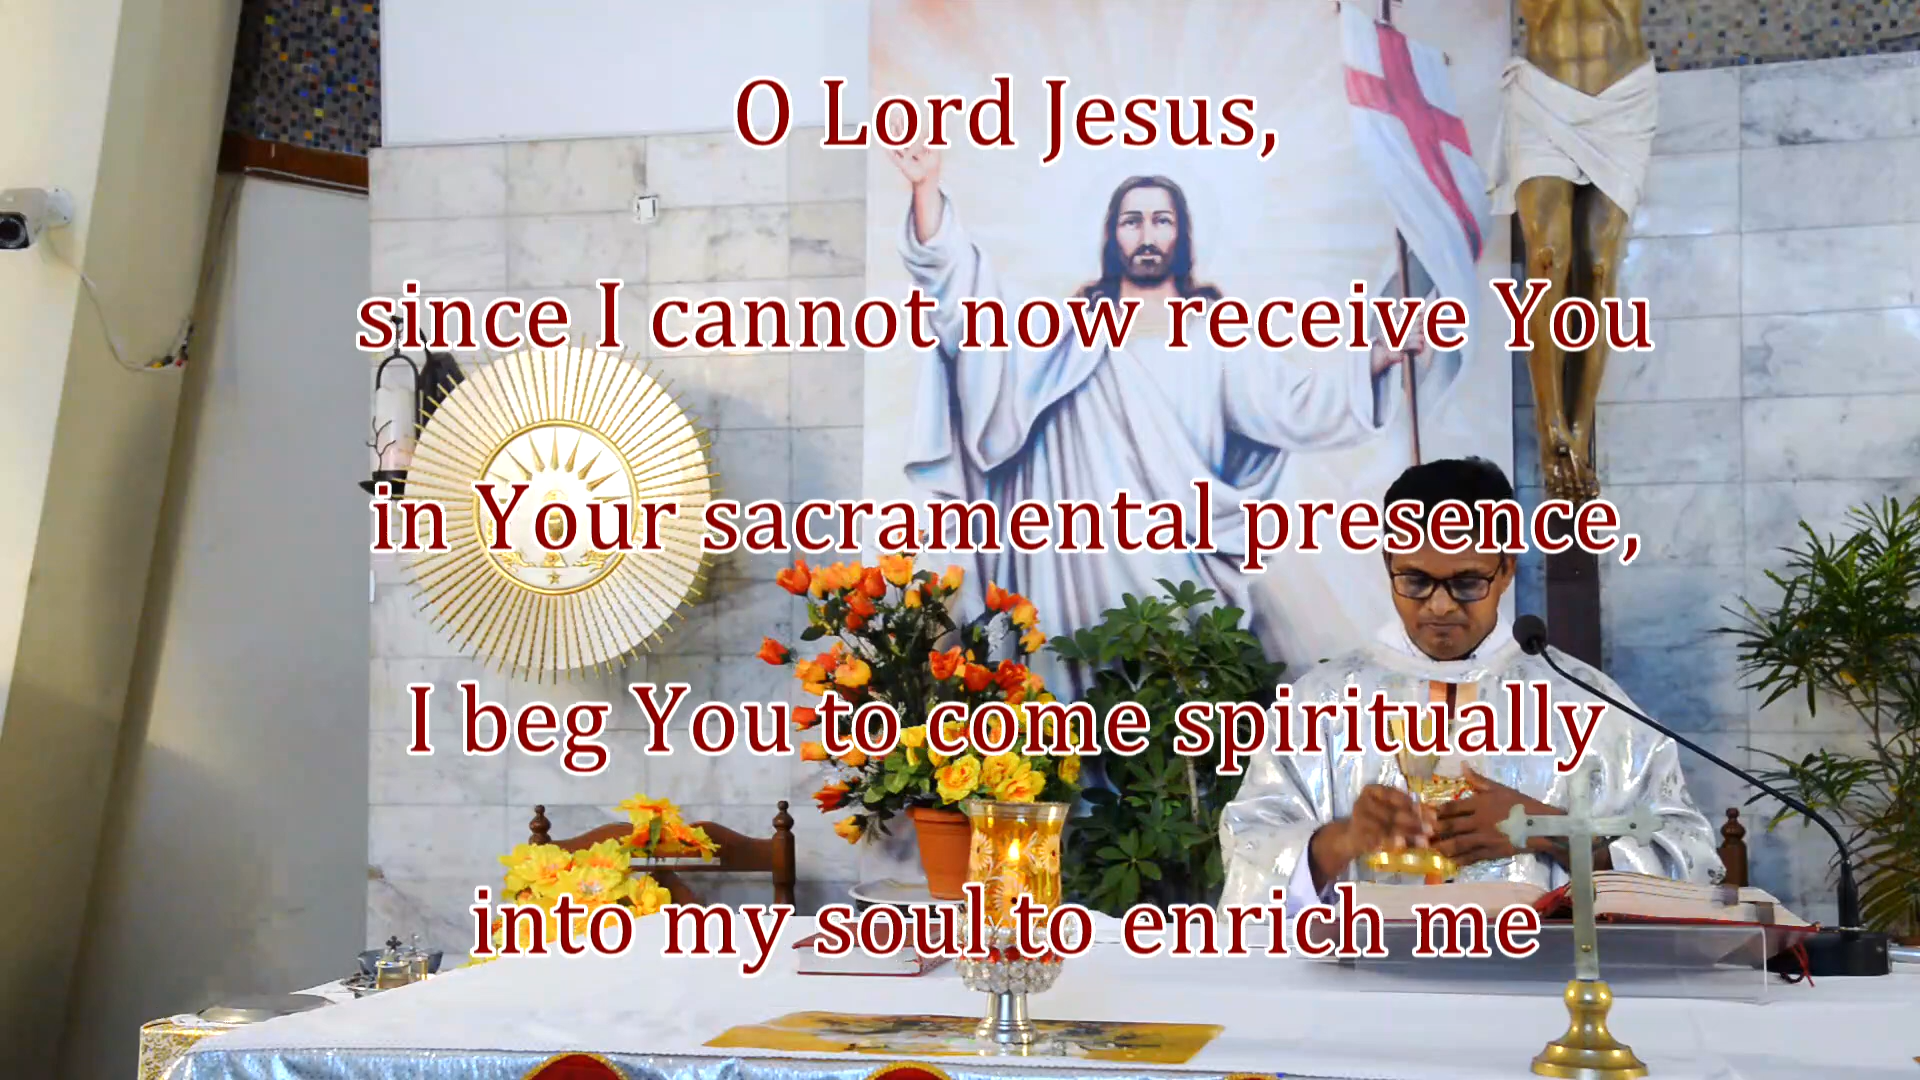 O Lord Jesus,
since I cannot now receive You
in Your sacramental presence,
I beg You to come spiritually
into my soul to enrich me